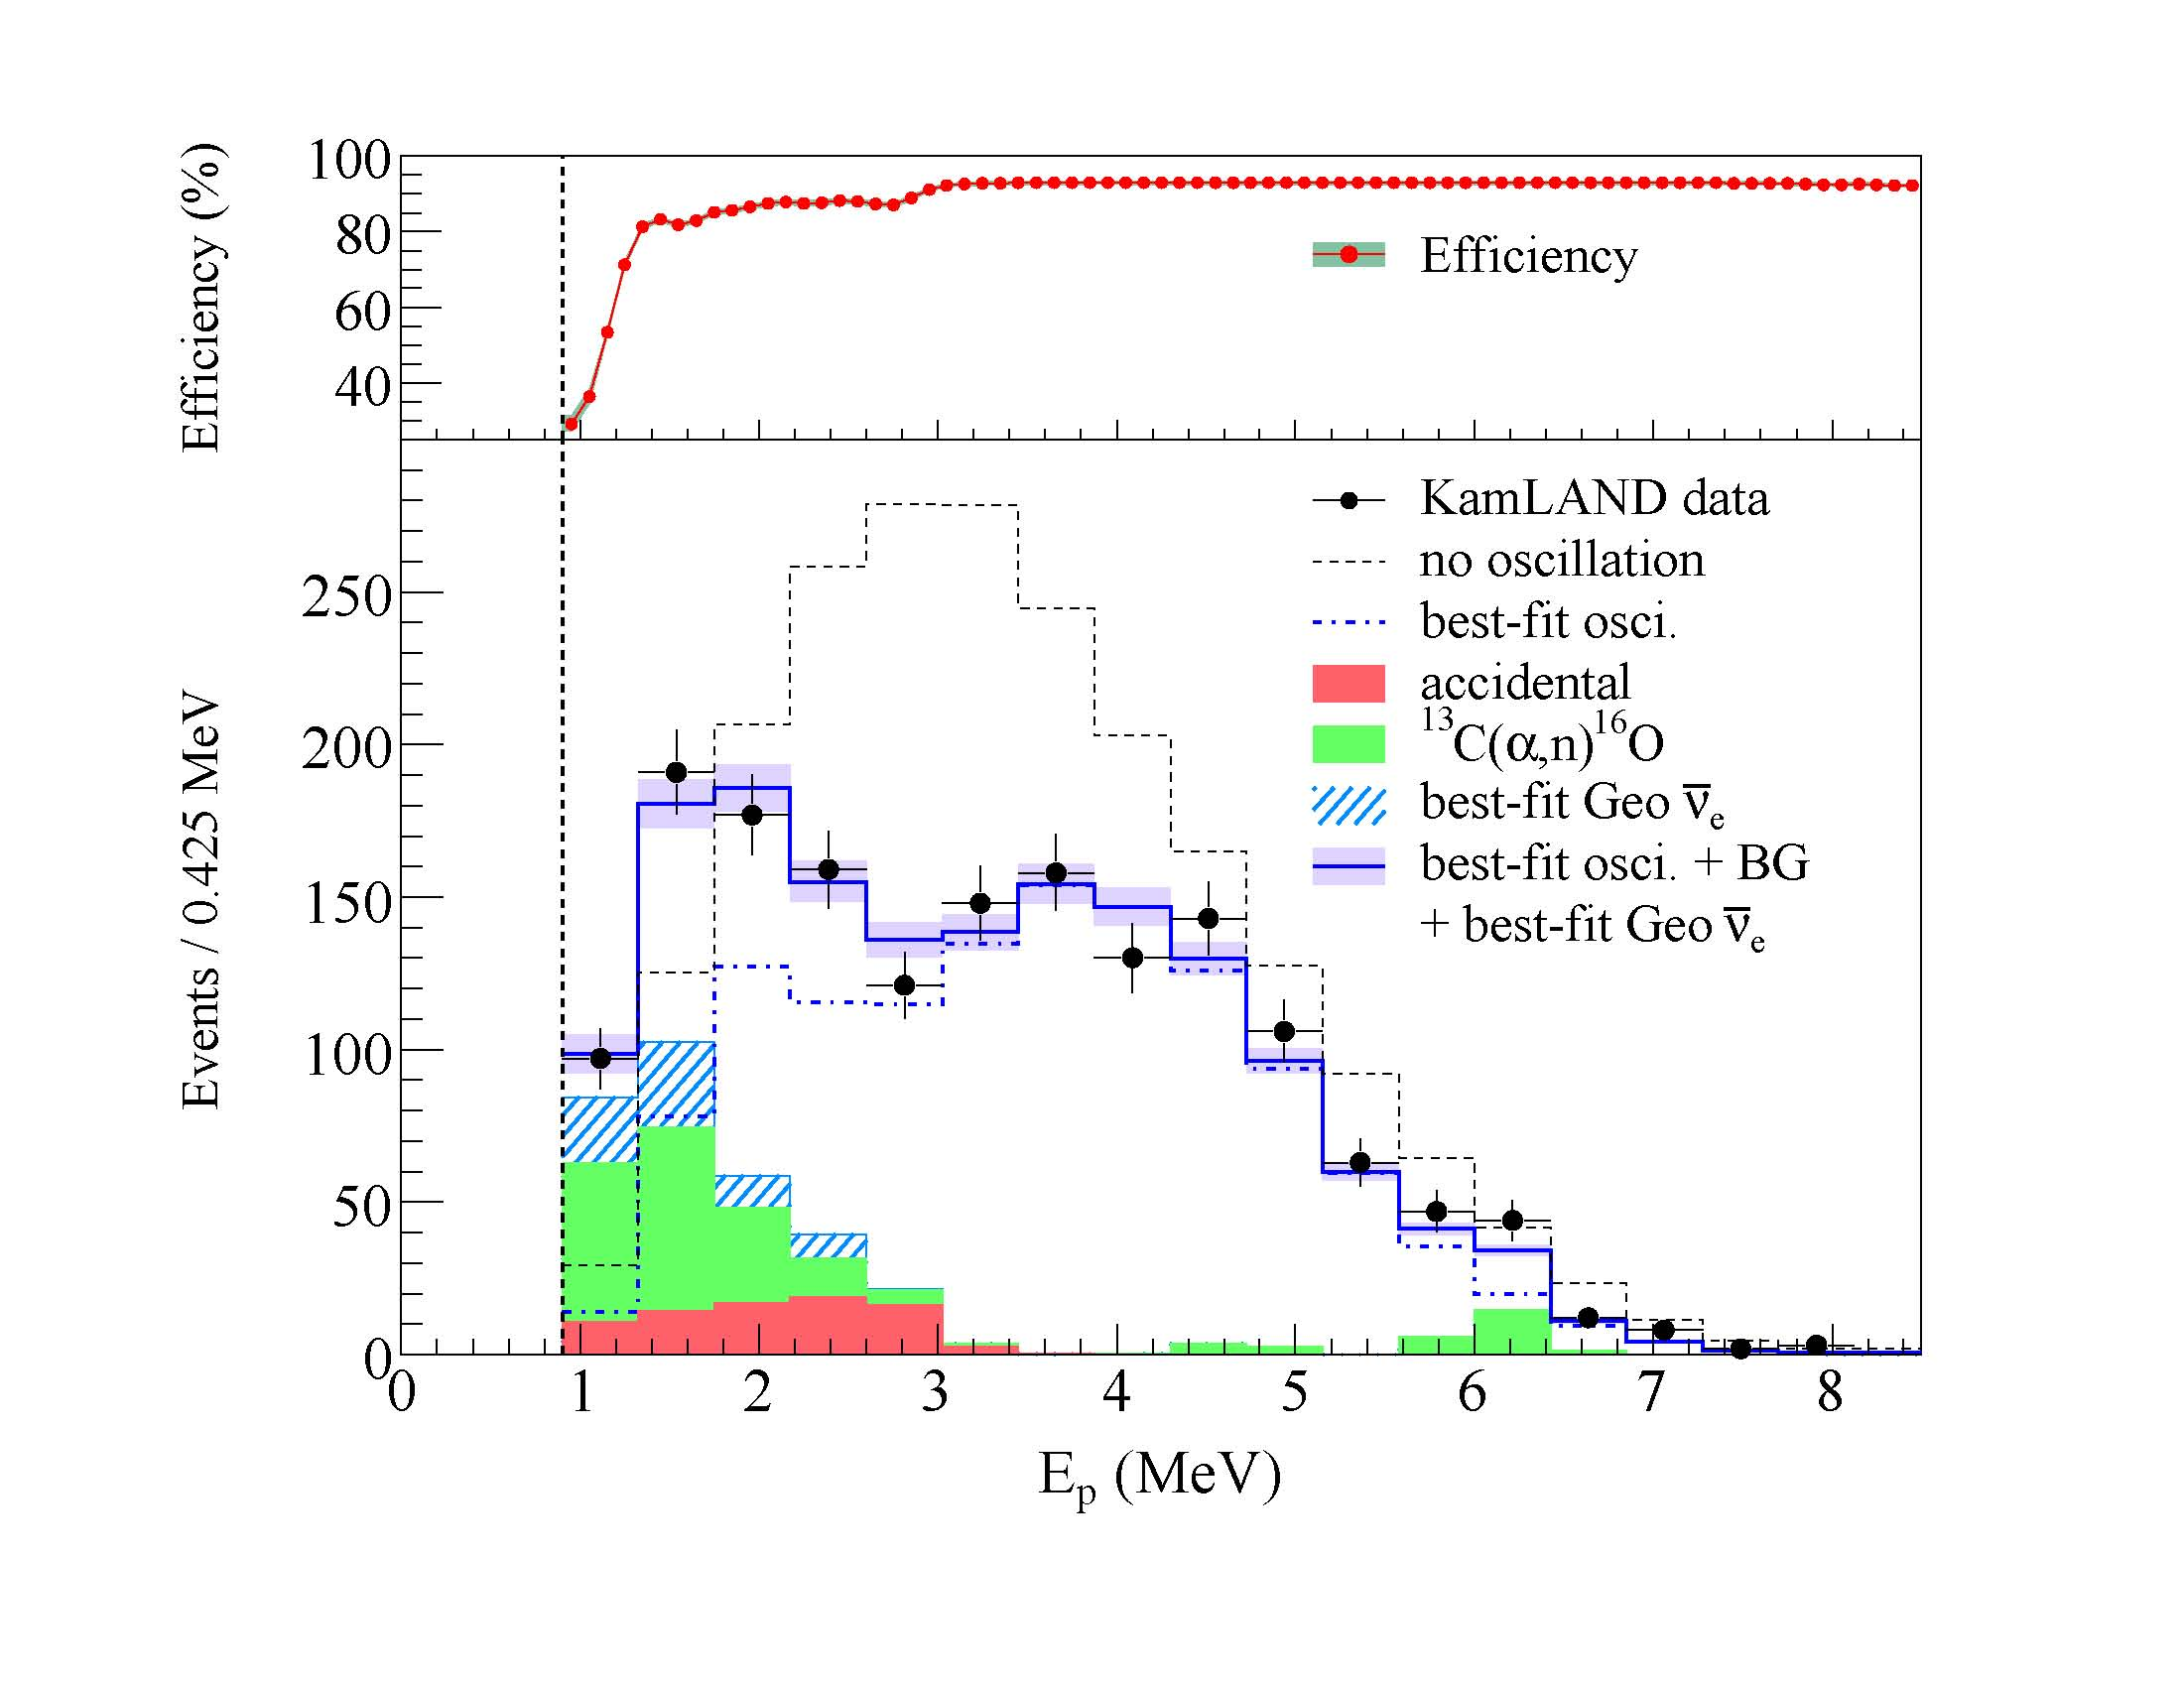 Efficiency (%)
100
80
60
40
Efficiency
Events / 0.425 MeV
250
200
150
100
50
0
KamLAND data
no oscillation
best-fit osci.
accidental
¹³C(α,n)¹⁶O
best-fit Geo ν̅ₑ
best-fit osci. + BG
+ best-fit Geo ν̅ₑ
0 1 2 3 4 5 6 7 8
Eₚ (MeV)